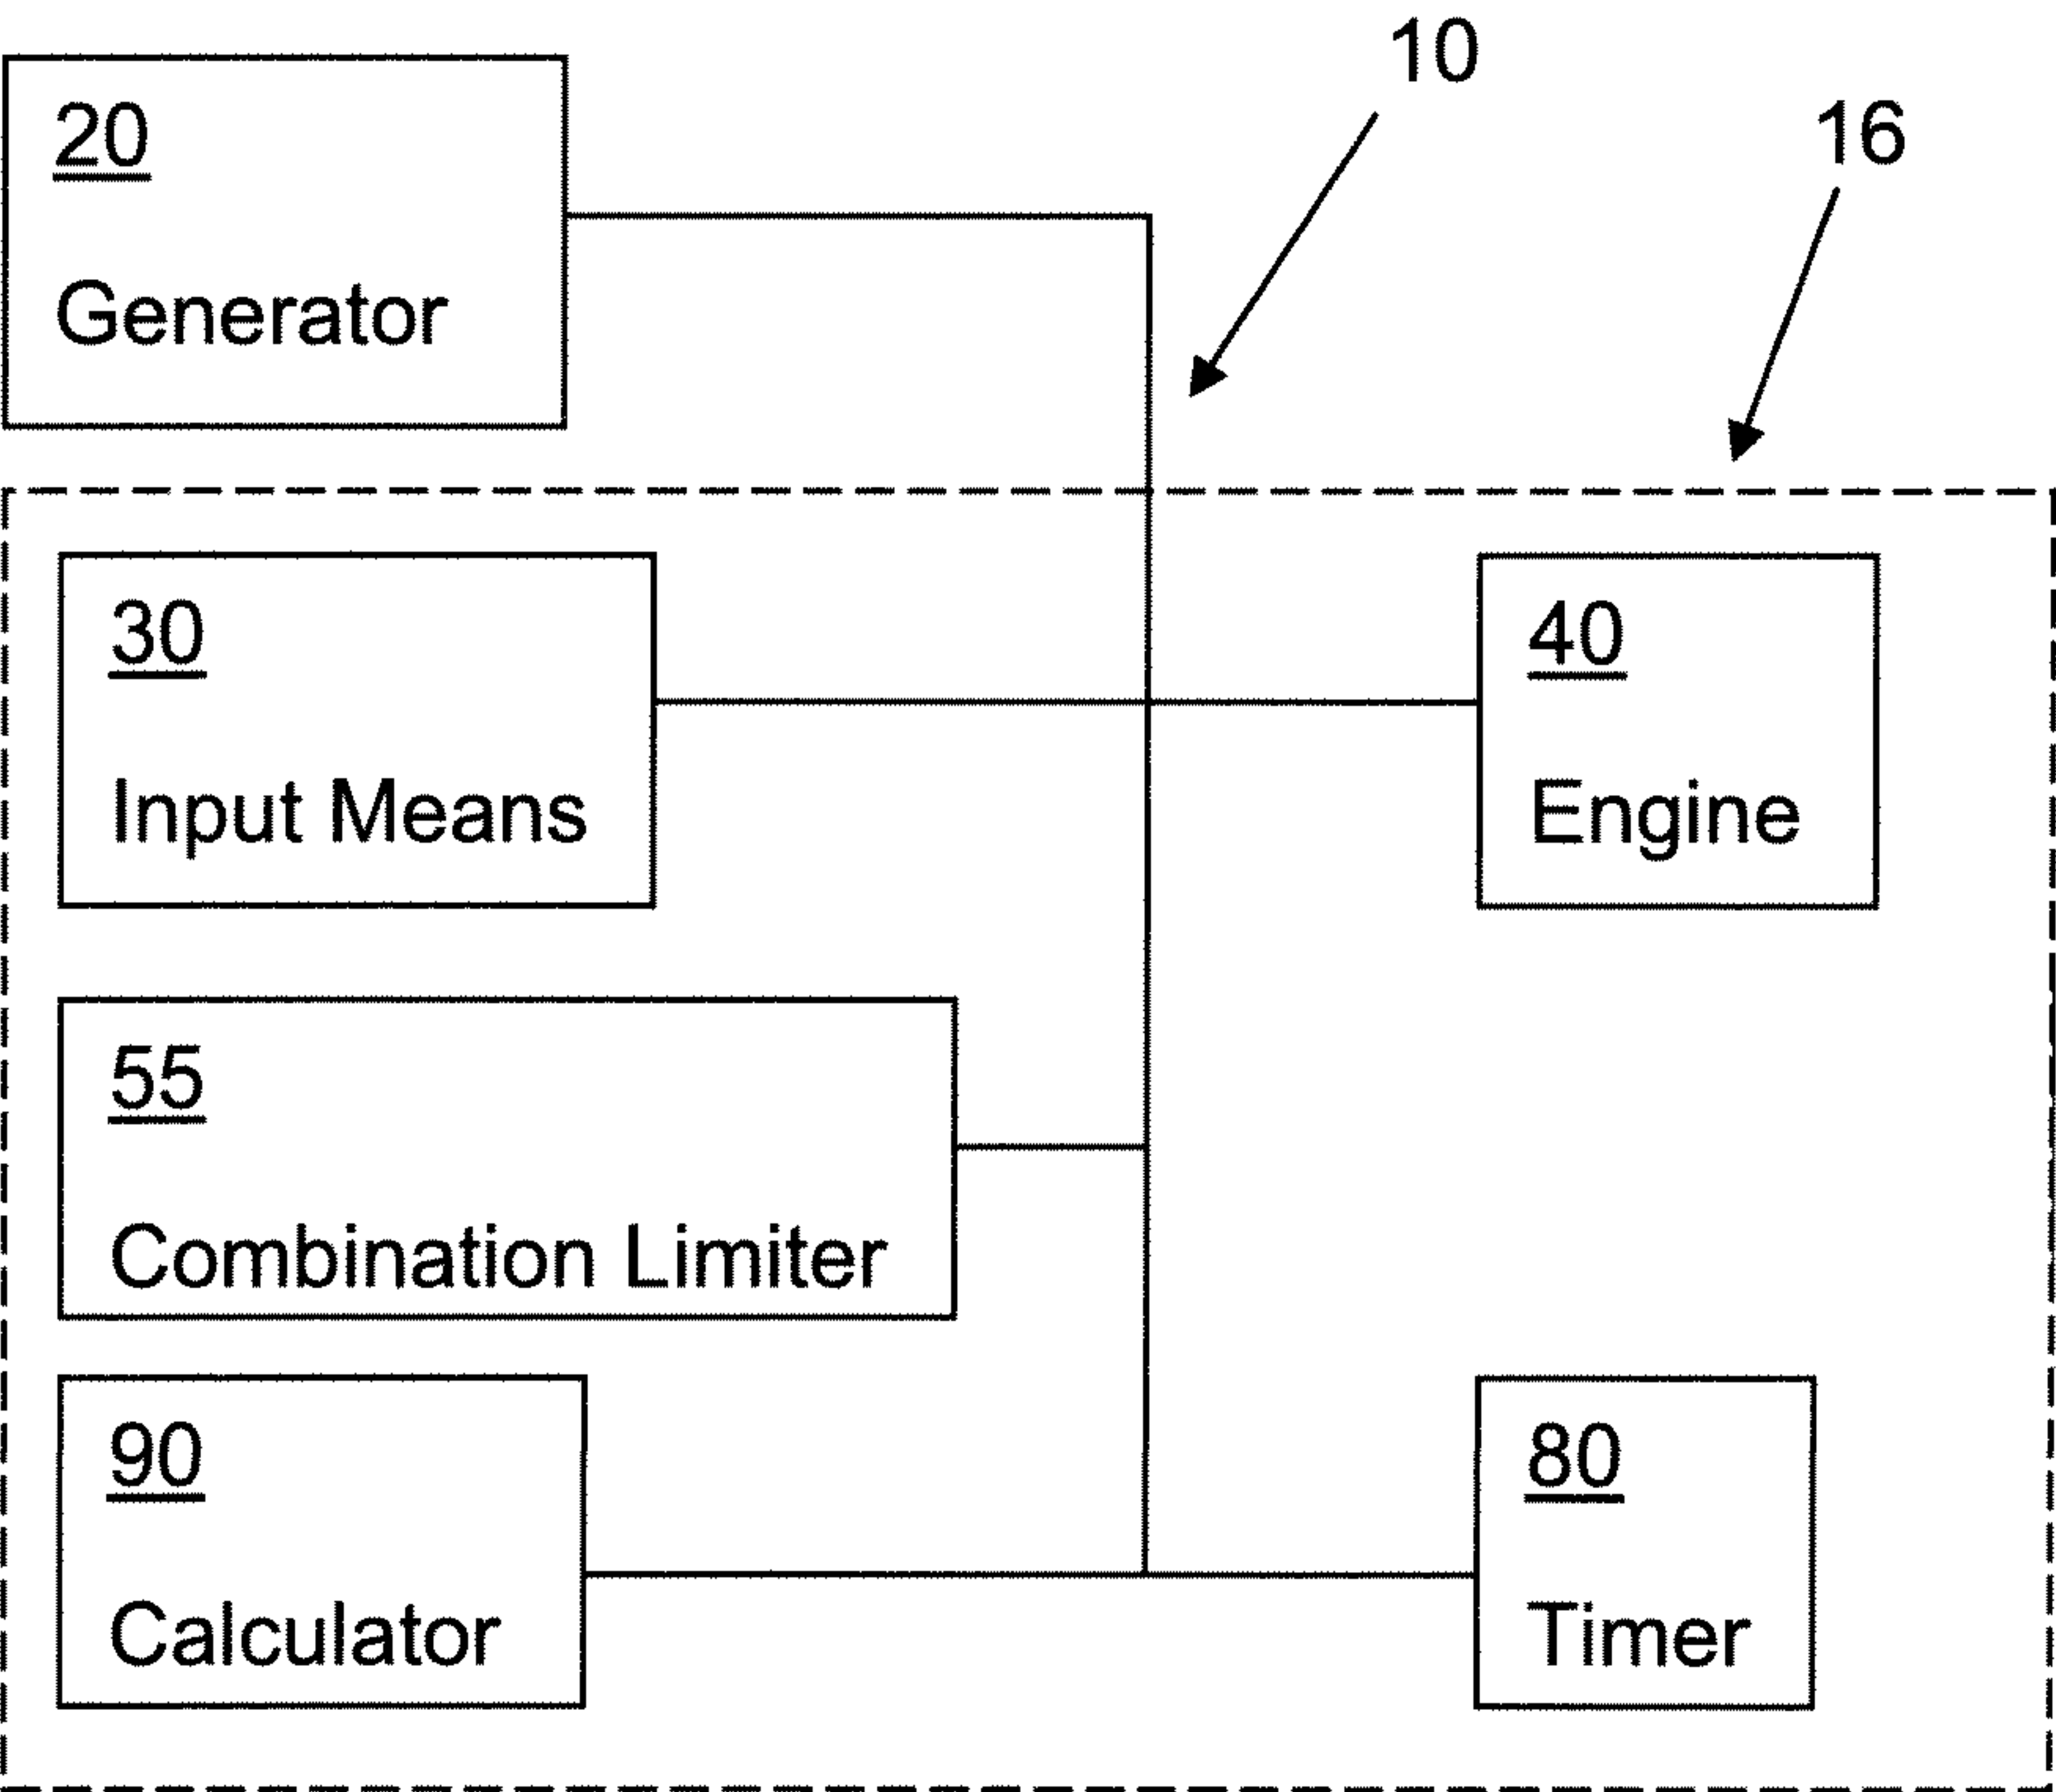 10
16
20
Generator
30
Input Means
40
Engine
55
Combination Limiter
90
Calculator
80
Timer